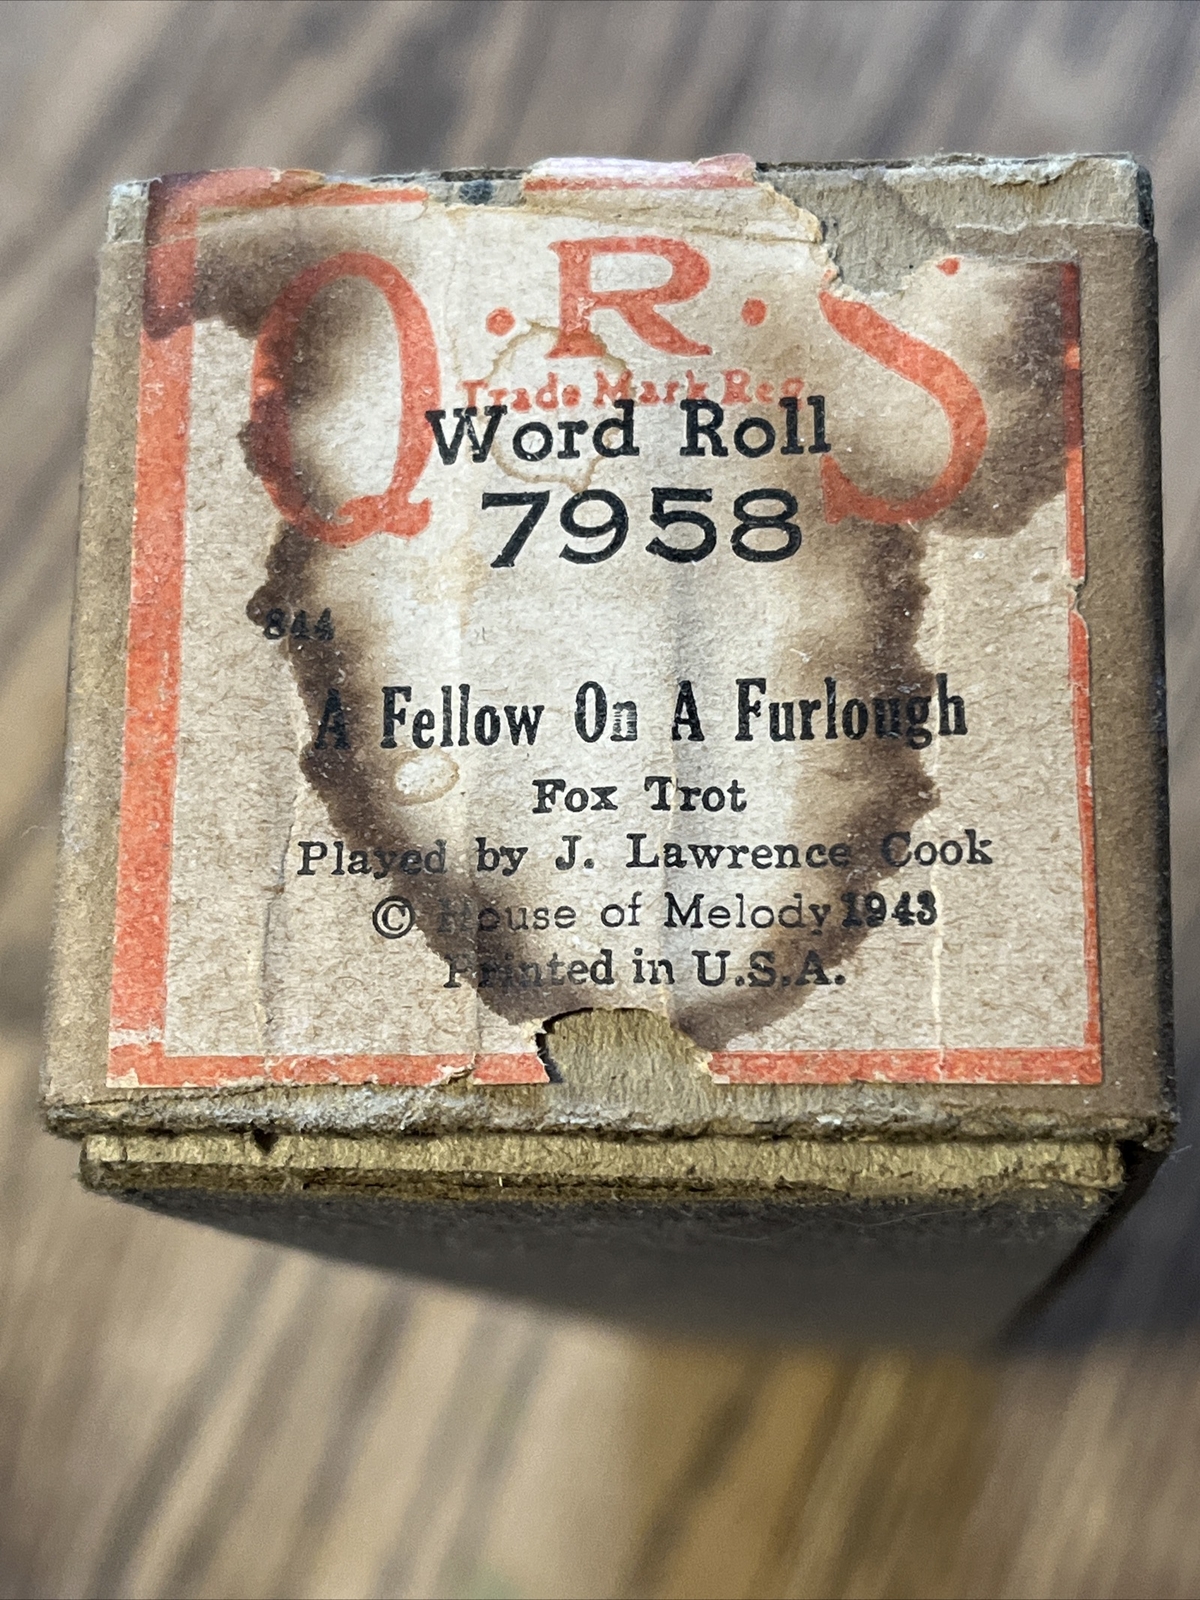 Q·R·S
Trade Mark Reg.
Word Roll
7958
844
A Fellow On A Furlough
Fox Trot
Played by J. Lawrence Cook
© House of Melody 1943
Printed in U.S.A.